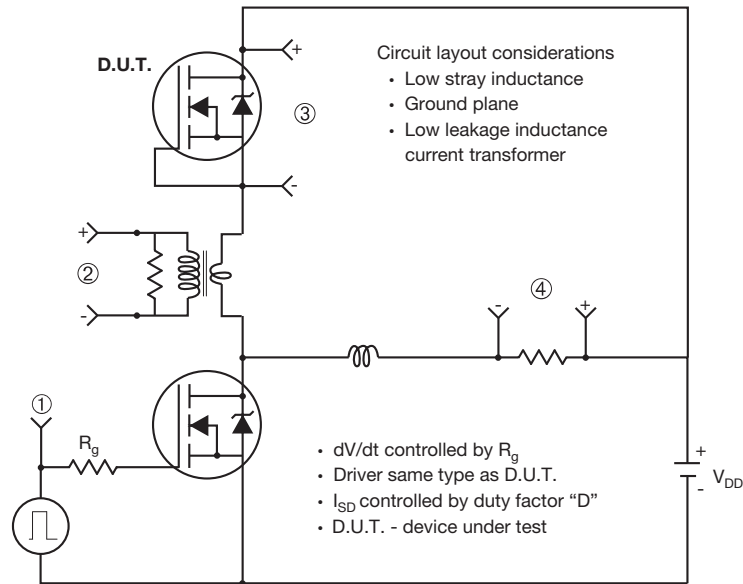 D.U.T.
+
-
③
Circuit layout considerations
• Low stray inductance
• Ground plane
• Low leakage inductance
current transformer
+
②
-
④
-
+
①
Rg
• dV/dt controlled by Rg
• Driver same type as D.U.T.
• ISD controlled by duty factor “D”
• D.U.T. - device under test
+
-
VDD